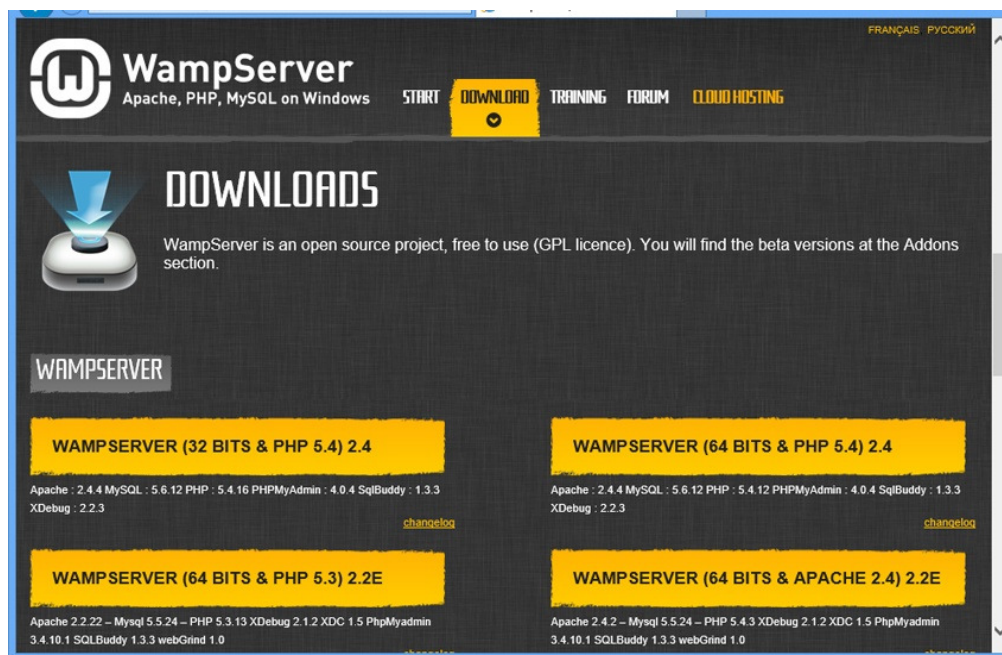 FRANÇAIS РУССКИЙ
WampServer
Apache, PHP, MySQL on Windows
START DOWNLOAD TRAINING FORUM CLOUD HOSTING
DOWNLOADS
WampServer is an open source project, free to use (GPL licence). You will find the beta versions at the Addons
section.
WAMPSERVER
WAMPSERVER (32 BITS & PHP 5.4) 2.4
Apache : 2.4.4 MySQL : 5.6.12 PHP : 5.4.16 PHPMyAdmin : 4.0.4 SqlBuddy : 1.3.3
XDebug : 2.2.3
changelog
WAMPSERVER (64 BITS & PHP 5.4) 2.4
Apache : 2.4.4 MySQL : 5.6.12 PHP : 5.4.12 PHPMyAdmin : 4.0.4 SqlBuddy : 1.3.3
XDebug : 2.2.3
changelog
WAMPSERVER (64 BITS & PHP 5.3) 2.2E
Apache 2.2.22 – Mysql 5.5.24 – PHP 5.3.13 XDebug 2.1.2 XDC 1.5 PhpMyadmin
3.4.10.1 SQLBuddy 1.3.3 webGrind 1.0
WAMPSERVER (64 BITS & APACHE 2.4) 2.2E
Apache 2.4.2 – Mysql 5.5.24 – PHP 5.4.3 XDebug 2.1.2 XDC 1.5 PhpMyadmin
3.4.10.1 SQLBuddy 1.3.3 webGrind 1.0